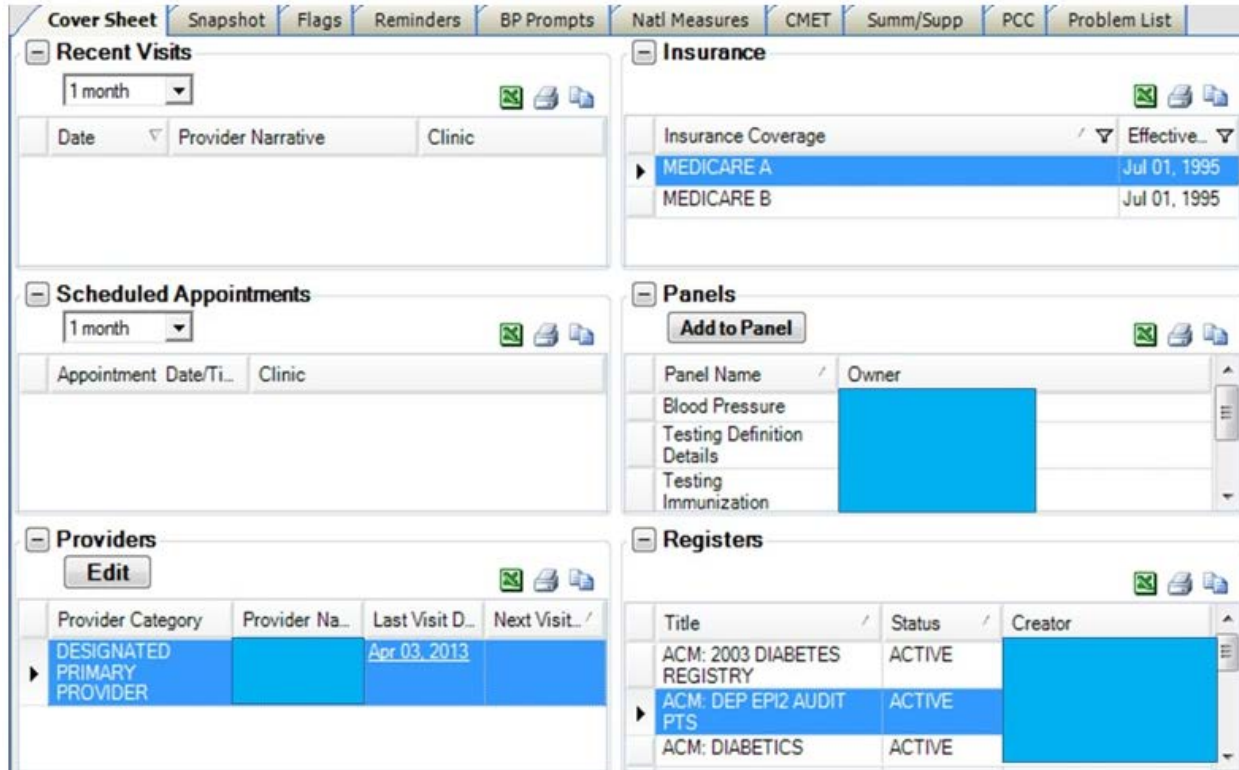 Cover Sheet Snapshot Flags Reminders BP Prompts Natl Measures CMET Summ/Supp PCC Problem List
Recent Visits
1 month
Date Provider Narrative Clinic
Insurance
Insurance Coverage Effective...
MEDICARE A Jul 01, 1995
MEDICARE B Jul 01, 1995
Scheduled Appointments
1 month
Appointment Date/Ti... Clinic
Panels
Add to Panel
Panel Name Owner
Blood Pressure
Testing Definition
Details
Testing
Immunization
Providers
Edit
Provider Category Provider Na... Last Visit D... Next Visit...
DESIGNATED Apr 03, 2013
PRIMARY
PROVIDER
Registers
Title Status Creator
ACM: 2003 DIABETES ACTIVE
REGISTRY
ACM: DEP EPI2 AUDIT ACTIVE
PTS
ACM: DIABETICS ACTIVE